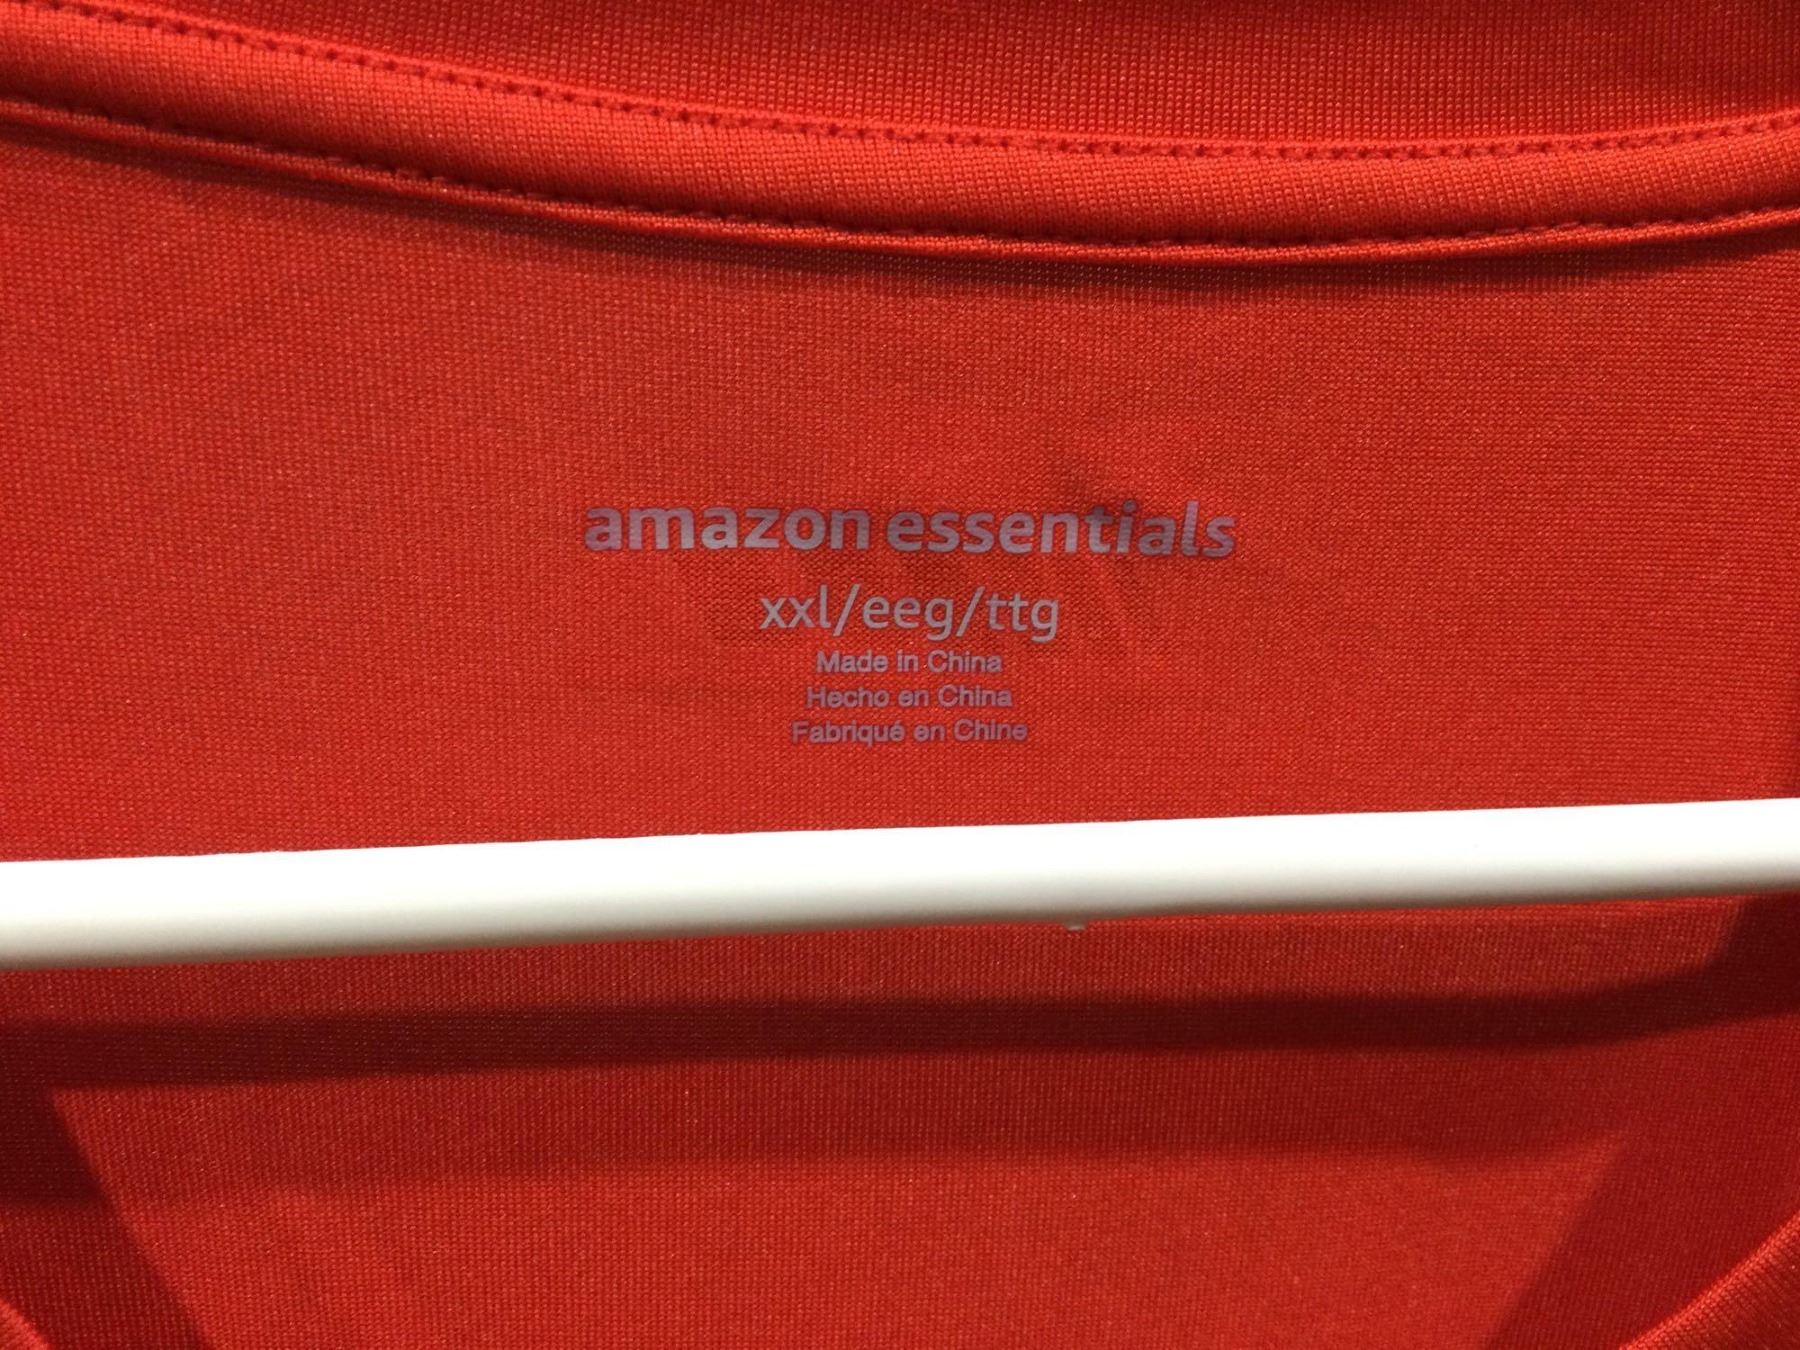 amazon essentials
xxl/eeg/ttg
Made in China
Hecho en China
Fabriqué en Chine